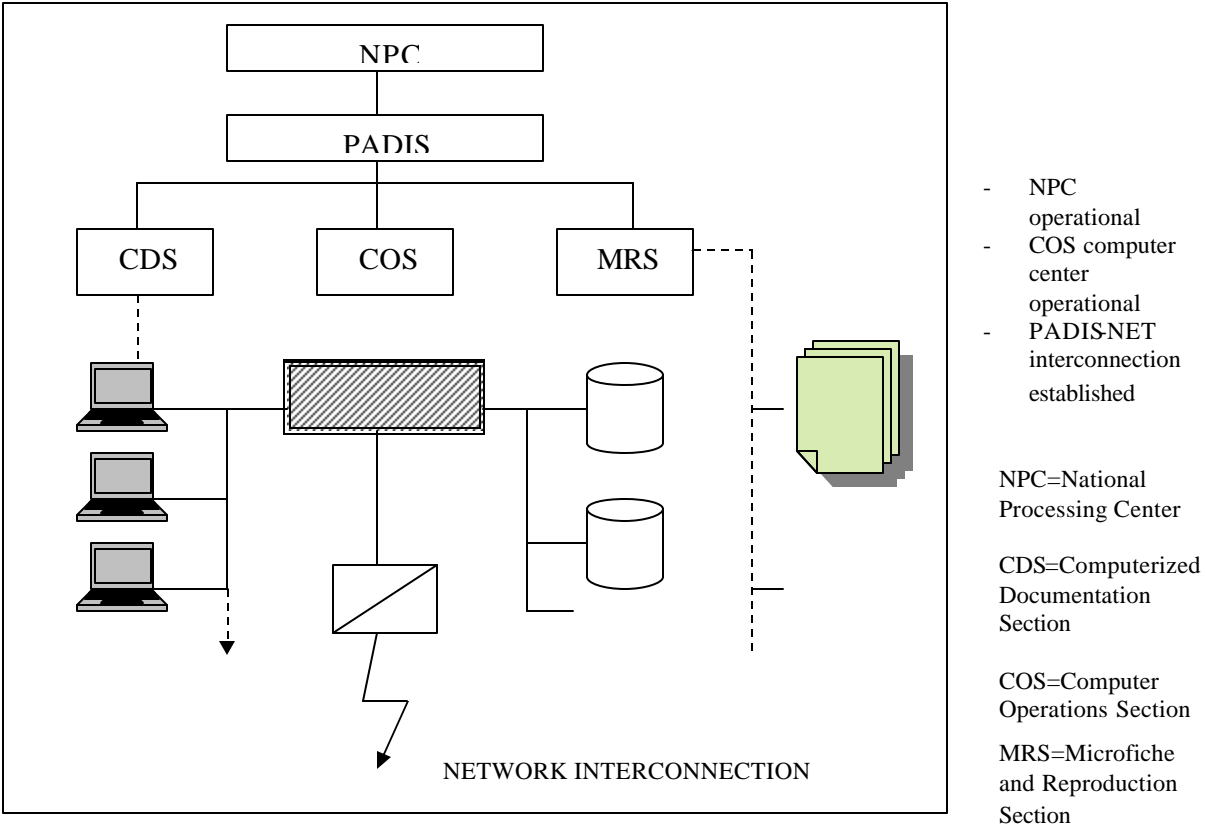 NPC
PADIS
CDS
COS
MRS
NETWORK INTERCONNECTION
- NPC
operational
- COS computer
center
operational
- PADIS-NET
interconnection
established
NPC=National
Processing Center
CDS=Computerized
Documentation
Section
COS=Computer
Operations Section
MRS=Microfiche
and Reproduction
Section